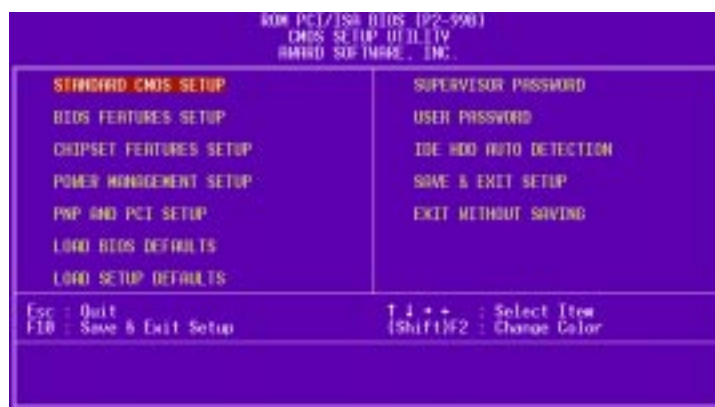 ROM PCI/ISA BIOS (P2-99B)
CMOS SETUP UTILITY
AWARD SOFTWARE, INC.
STANDARD CMOS SETUP
BIOS FEATURES SETUP
CHIPSET FEATURES SETUP
POWER MANAGEMENT SETUP
PNP AND PCI SETUP
LOAD BIOS DEFAULTS
LOAD SETUP DEFAULTS
SUPERVISOR PASSWORD
USER PASSWORD
IDE HDD AUTO DETECTION
SAVE & EXIT SETUP
EXIT WITHOUT SAVING
Esc : Quit
F10 : Save & Exit Setup
↑ ↓ → ← : Select Item
(Shift)F2 : Change Color